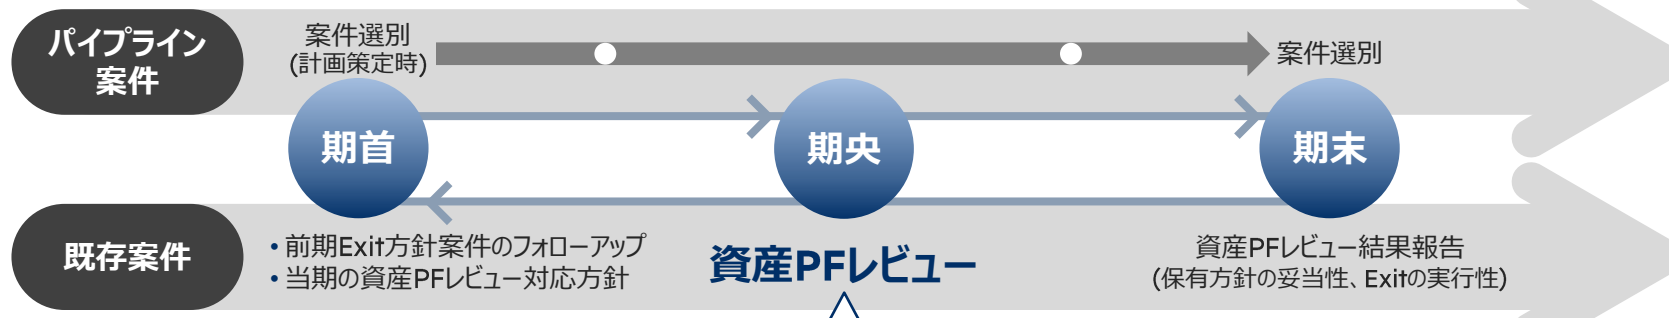 パイプライン
案件
案件選別
(計画策定時)
案件選別
期首
期央
期末
既存案件
・前期Exit方針案件のフォローアップ
・当期の資産PFレビュー対応方針
資産PFレビュー
資産PFレビュー結果報告
(保有方針の妥当性、Exitの実行性)